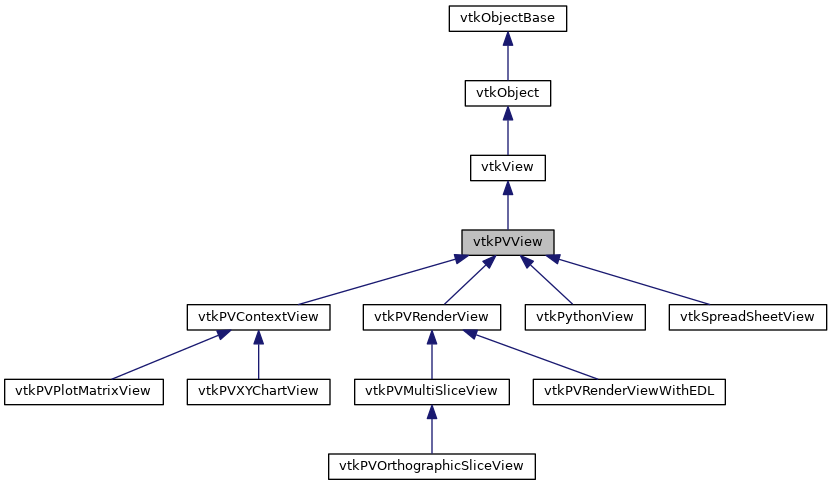 vtkObjectBase
vtkObject
vtkView
vtkPVView
vtkPVContextView
vtkPVRenderView
vtkPythonView
vtkSpreadSheetView
vtkPVPlotMatrixView
vtkPVXYChartView
vtkPVMultiSliceView
vtkPVRenderViewWithEDL
vtkPVOrthographicSliceView